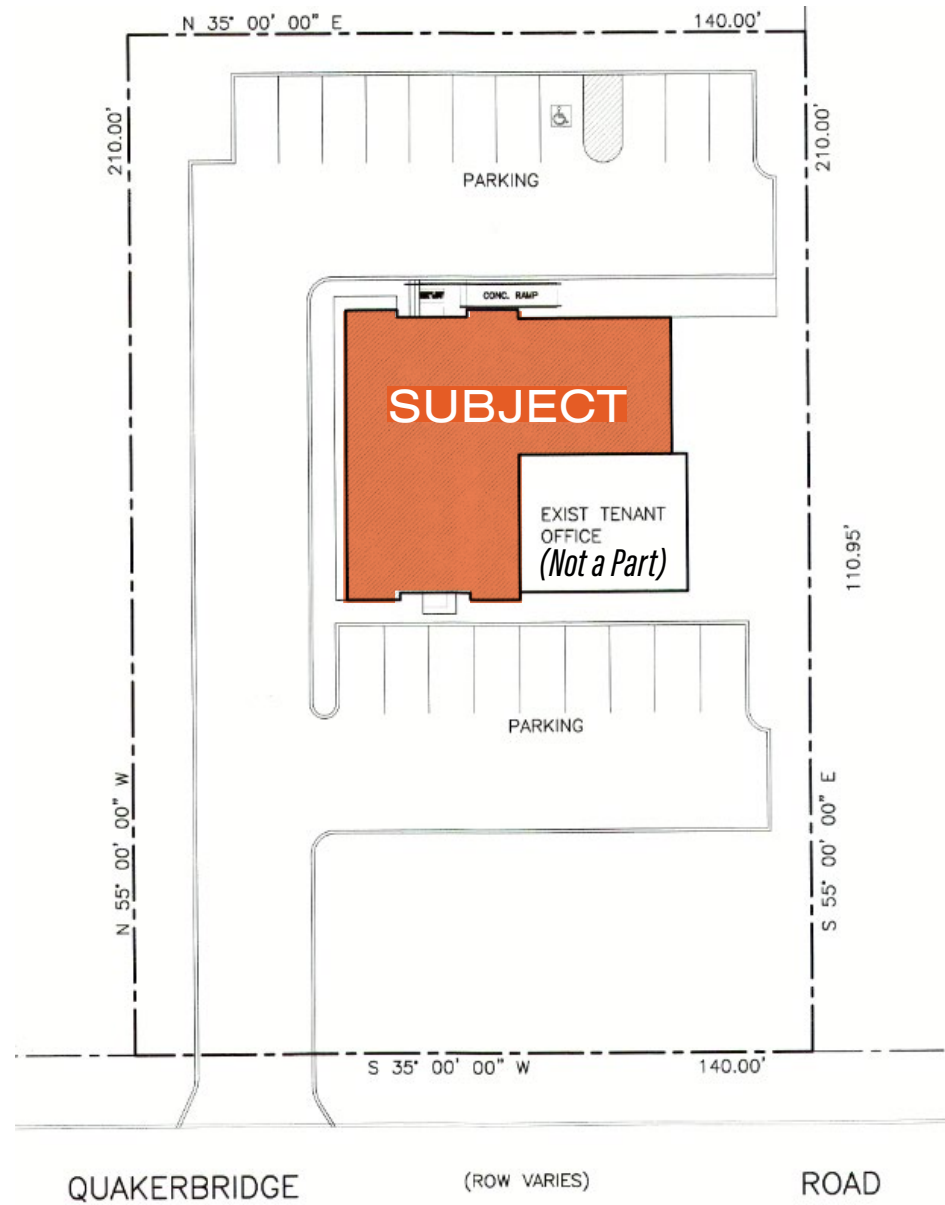 N 35° 00' 00" E
140.00'
210.00'
210.00'
PARKING
CONC. RAMP
SUBJECT
EXIST TENANT
OFFICE
(Not a Part)
110.95'
PARKING
N 55° 00' 00" W
S 55° 00' 00" E
S 35° 00' 00" W
140.00'
QUAKERBRIDGE
(ROW VARIES)
ROAD